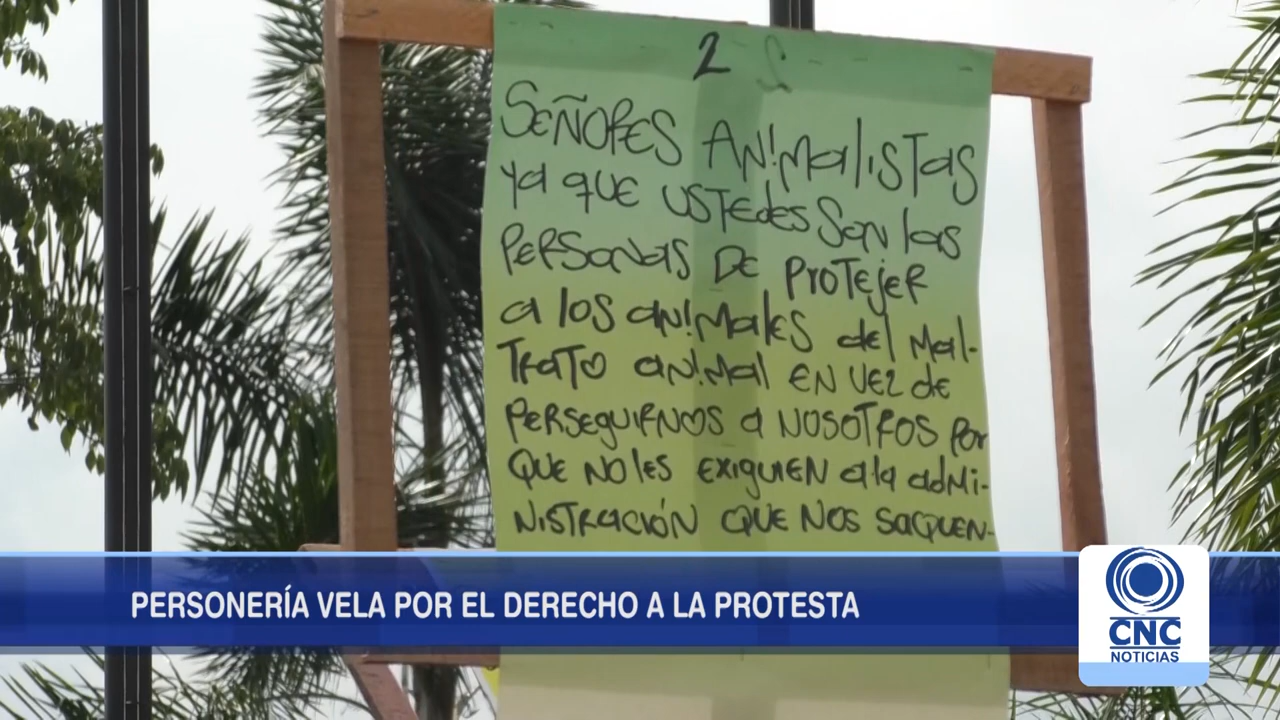 2
SEÑORES ANiMaliSTaS
Ya QUE USTEDES SON las
PERSONAS DE PROTEJER
a los aniMales del Mal-
TRATO aNiMal EN VEZ de
PERSEGUIRNOS a NOSOTROS POR
QUE NO les EXIGUIEN a la adMi-
NISTRACIÓN QUE NOS SaQUEN-
PERSONERÍA VELA POR EL DERECHO A LA PROTESTA
CNC
NOTICIAS